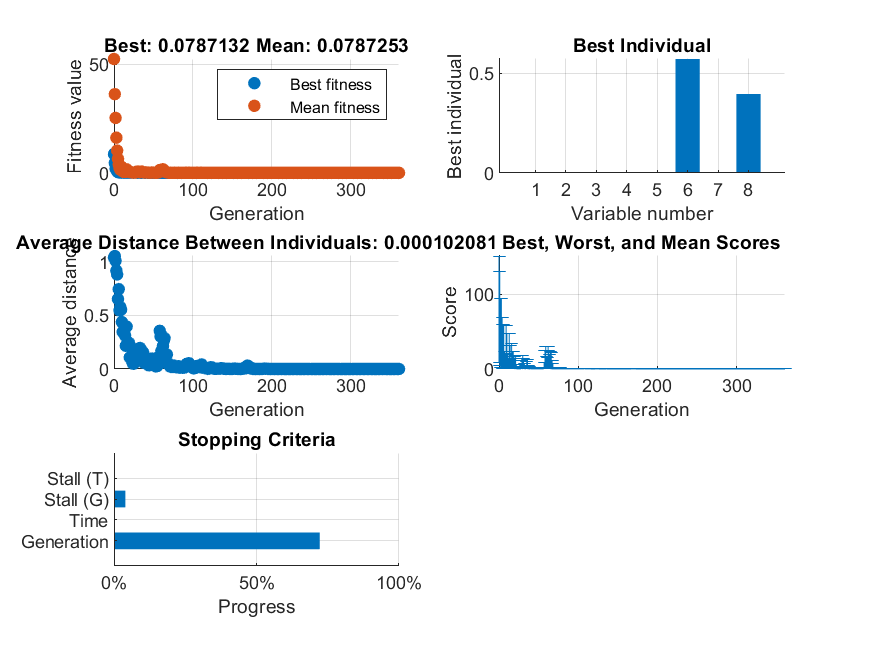 Best: 0.0787132 Mean: 0.0787253
Fitness value
50
0
Best fitness
Mean fitness
0 100 200 300
Generation
Best Individual
Best individual
0.5
0
1 2 3 4 5 6 7 8
Variable number
Average Distance Between Individuals: 0.000102081
Average distance
1
0.5
0
0 100 200 300
Generation
Best, Worst, and Mean Scores
Score
100
0
0 100 200 300
Generation
Stopping Criteria
Stall (T)
Stall (G)
Time
Generation
0% 50% 100%
Progress